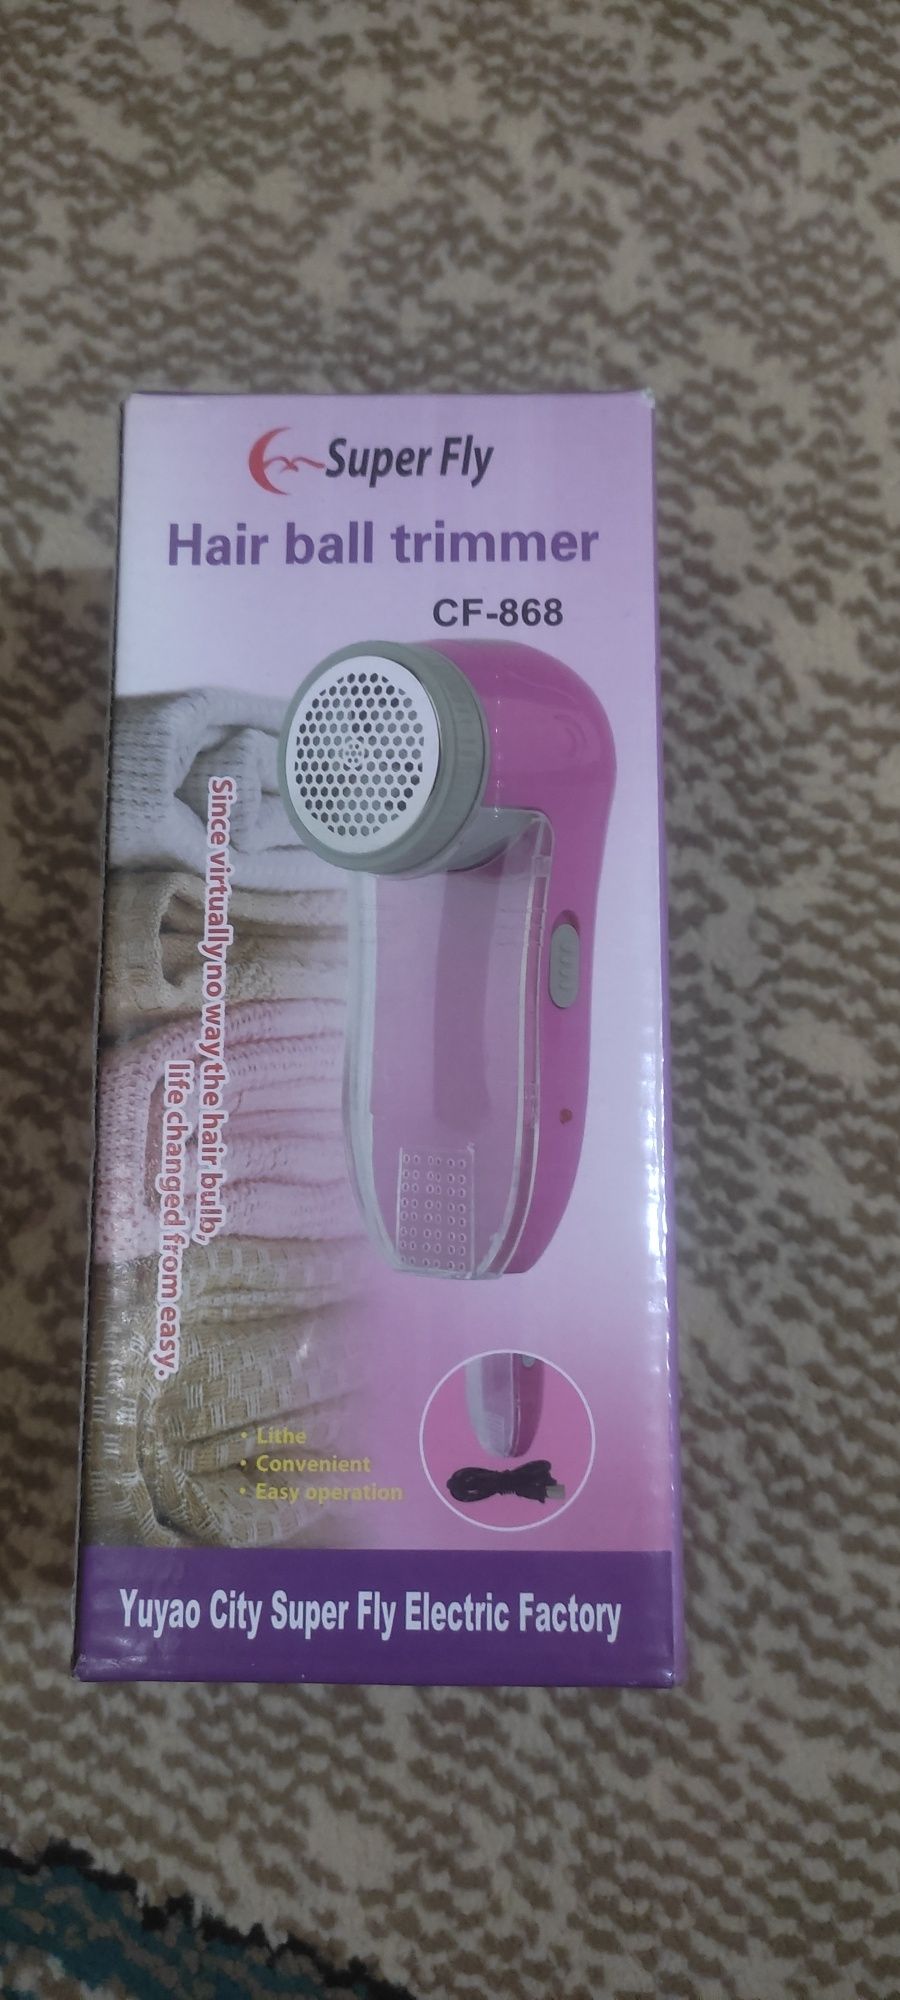 Super Fly
Hair ball trimmer
CF-868
Since virtually no way the hair bulb,
life changed from easy.
• Lithe
• Convenient
• Easy operation
Yuyao City Super Fly Electric Factory